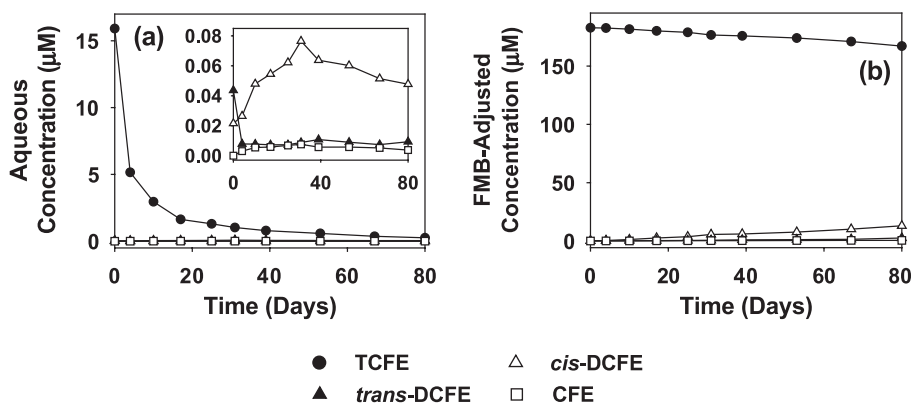 (a)
Aqueous
Concentration (µM)
15
10
5
0
0.08
0.06
0.04
0.02
0.00
0 40 80
0 20 40 60 80
Time (Days)
(b)
FMB-Adjusted
Concentration (µM)
150
100
50
0
0 20 40 60 80
Time (Days)
TCFE
cis-DCFE
trans-DCFE
CFE